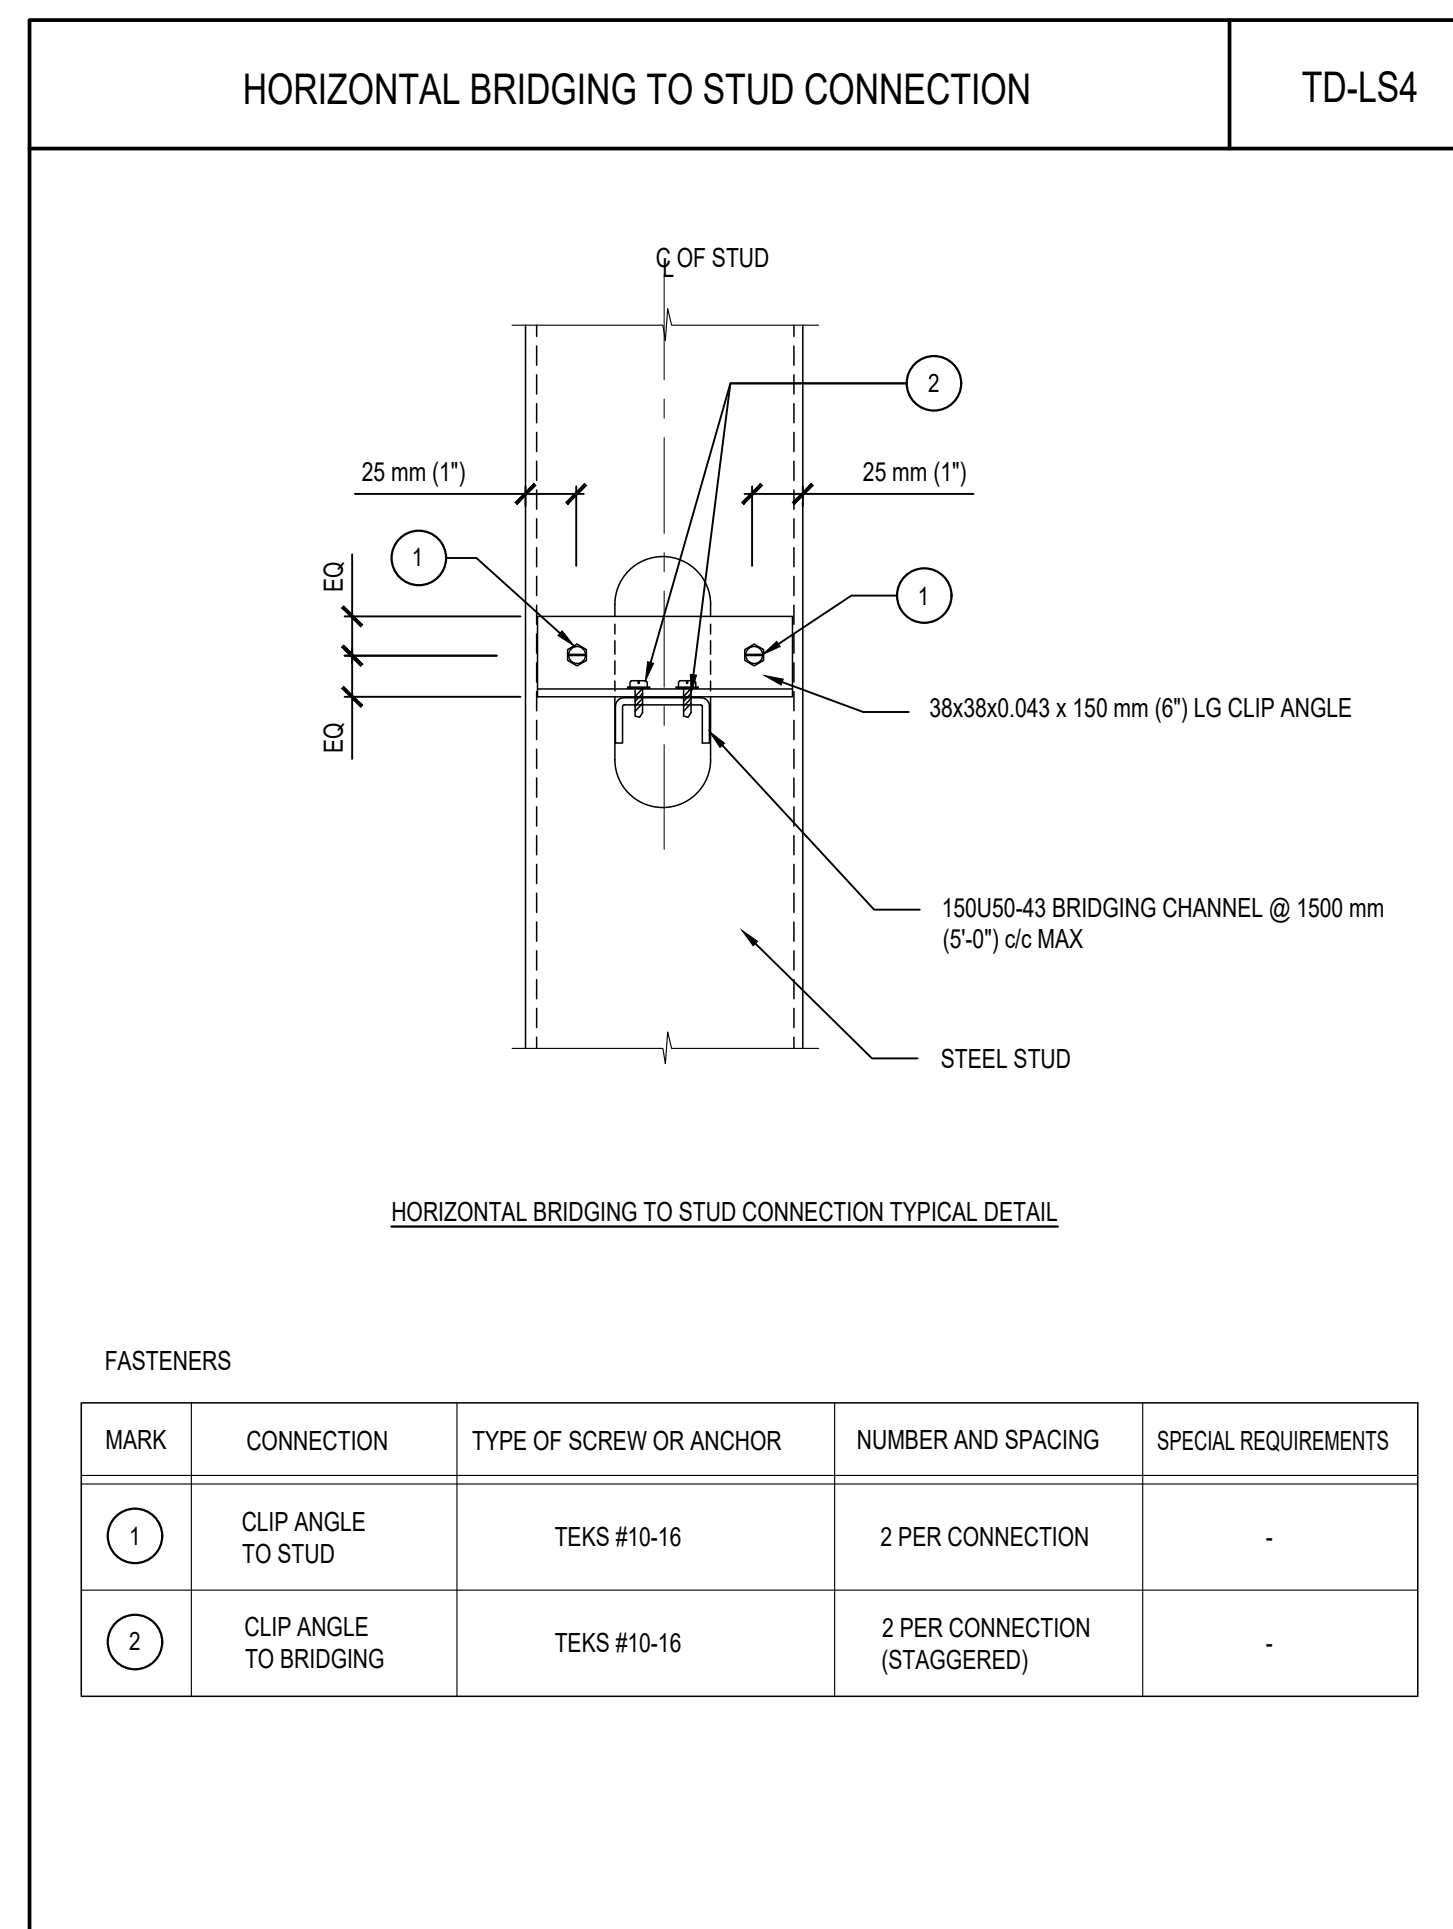 HORIZONTAL BRIDGING TO STUD CONNECTION
TD-LS4
℄ OF STUD
2
25 mm (1")
25 mm (1")
1
EQ
1
38x38x0.043 x 150 mm (6") LG CLIP ANGLE
EQ
150U50-43 BRIDGING CHANNEL @ 1500 mm
(5'-0") c/c MAX
STEEL STUD
HORIZONTAL BRIDGING TO STUD CONNECTION TYPICAL DETAIL
FASTENERS
MARK
CONNECTION
TYPE OF SCREW OR ANCHOR
NUMBER AND SPACING
SPECIAL REQUIREMENTS
1
CLIP ANGLE
TO STUD
TEKS #10-16
2 PER CONNECTION
-
2
CLIP ANGLE
TO BRIDGING
TEKS #10-16
2 PER CONNECTION
(STAGGERED)
-